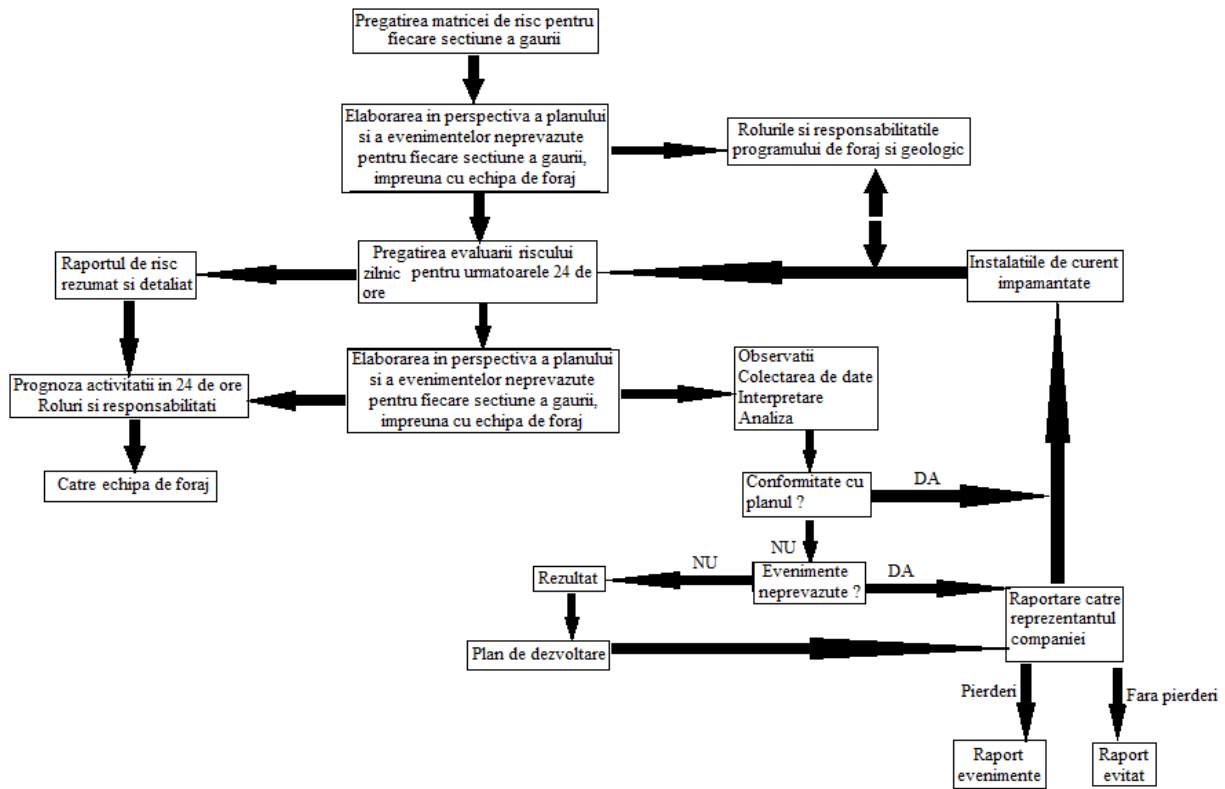 Pregatirea matricei de risc pentru
fiecare sectiune a gaurii
Elaborarea in perspectiva a planului
si a evenimentelor neprevazute
pentru fiecare sectiune a gaurii,
impreuna cu echipa de foraj
Rolurile si responsabilitatile
programului de foraj si geologic
Pregatirea evaluarii riscului
zilnic pentru urmatoarele 24 de
ore
Raportul de risc
rezumat si detaliat
Instalatiile de curent
impamantate
Elaborarea in perspectiva a planului
si a evenimentelor neprevazute
pentru fiecare sectiune a gaurii,
impreuna cu echipa de foraj
Prognoza activitatii in 24 de ore
Roluri si responsabilitati
Observatii
Colectarea de date
Interpretare
Analiza
Catre echipa de foraj
Conformitate cu
planul ?
DA
NU
NU
Evenimente
neprevazute ?
DA
Rezultat
Raportare catre
reprezentantul
companiei
Plan de dezvoltare
Pierderi
Fara pierderi
Raport
evenimente
Raport
evitat